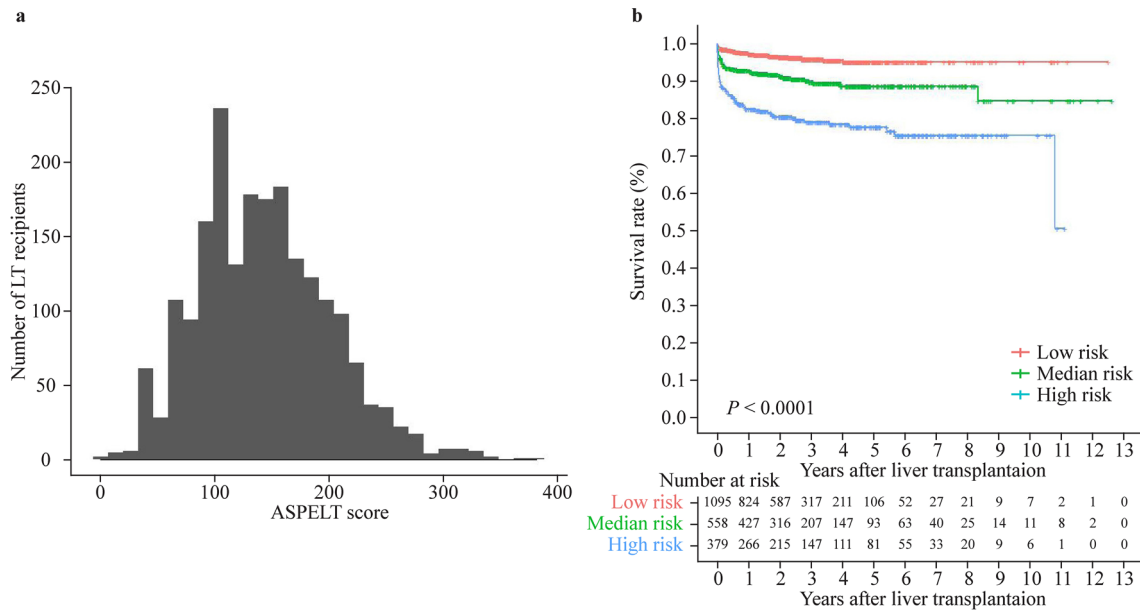 a
250
200
150
100
50
0
Number of LT recipients
0 100 200 300 400
ASPELT score
b
1.0
0.9
0.8
0.7
0.6
0.5
0.4
0.3
0.2
0.1
0.0
Survival rate (%)
Low risk
Median risk
High risk
P < 0.0001
0 1 2 3 4 5 6 7 8 9 10 11 12 13
Years after liver transplantaion
Number at risk
Low risk 1095 824 587 317 211 106 52 27 21 9 7 2 1 0
Median risk 558 427 316 207 147 93 63 40 25 14 11 8 2 0
High risk 379 266 215 147 111 81 55 33 20 9 6 1 0 0
0 1 2 3 4 5 6 7 8 9 10 11 12 13
Years after liver transplantaion